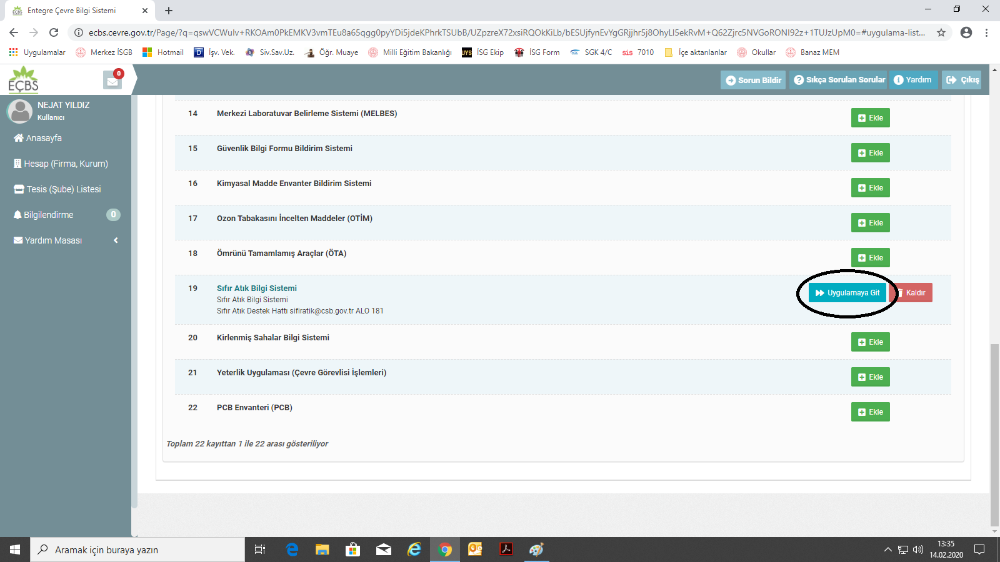 Entegre Çevre Bilgi Sistemi
ecbs.cevre.gov.tr/Page/?q=qswVCWulv+RKOAm0PkEMKV3vmTEu8a65qgg0pyYDi5jdeKPhrkTSUbB/UZpzreX72xsiRQOkKiLb/bESUjfynEvYgGRjjhr5j8OhyLI5ekRvM+Q62Zjrc5NVGoRONI92z+1TUJzUpM0=#uygulama-list...
Uygulamalar Merkez İSGB Hotmail İşv. Vek. Siv.Sav.Uz. Öğr. Muaye Milli Eğitim Bakanlığı İSG Ekip İSG Form SGK 4/C sis 7010 İçe aktarılanlar Okullar Banaz MEM
EÇBS
0
Sorun Bildir Sıkça Sorulan Sorular Yardım Çıkış
NEJAT YILDIZ
Kullanıcı
Anasayfa
Hesap (Firma, Kurum)
Tesis (Şube) Listesi
Bilgilendirme 0
Yardım Masası
14 Merkezi Laboratuvar Belirleme Sistemi (MELBES) Ekle
15 Güvenlik Bilgi Formu Bildirim Sistemi Ekle
16 Kimyasal Madde Envanter Bildirim Sistemi Ekle
17 Ozon Tabakasını İncelten Maddeler (OTİM) Ekle
18 Ömrünü Tamamlamış Araçlar (ÖTA) Ekle
19 Sıfır Atık Bilgi Sistemi Uygulamaya Git Kaldır
Sıfır Atık Bilgi Sistemi
Sıfır Atık Destek Hattı sifiratik@csb.gov.tr ALO 181
20 Kirlenmiş Sahalar Bilgi Sistemi Ekle
21 Yeterlik Uygulaması (Çevre Görevlisi İşlemleri) Ekle
22 PCB Envanteri (PCB) Ekle
Toplam 22 kayıttan 1 ile 22 arası gösteriliyor
Aramak için buraya yazın
13:35
14.02.2020